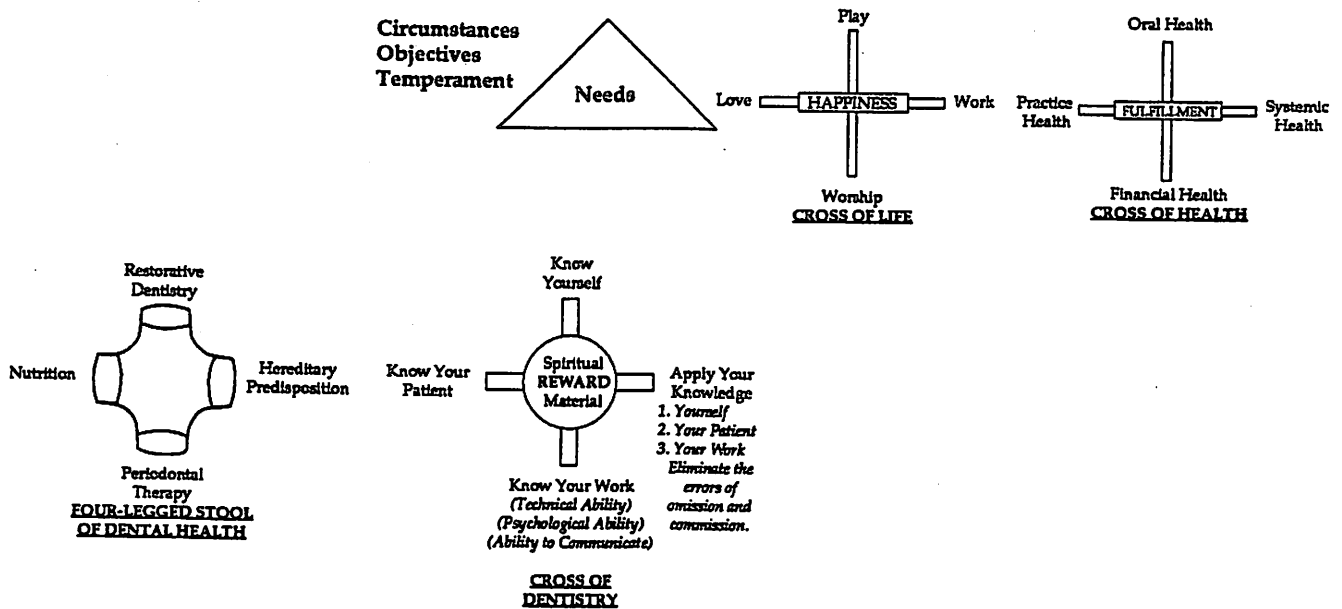 Circumstances
Objectives
Temperament
Needs
Play
Love
HAPPINESS
Work
Worship
CROSS OF LIFE
Oral Health
Practice
Health
FULFILLMENT
Systemic
Health
Financial Health
CROSS OF HEALTH
Restorative
Dentistry
Nutrition
Hereditary
Predisposition
Periodontal
Therapy
FOUR-LEGGED STOOL
OF DENTAL HEALTH
Know
Yourself
Know Your
Patient
Spiritual
REWARD
Material
Apply Your
Knowledge
1. Yourself
2. Your Patient
3. Your Work
Eliminate the
errors of
omission and
commission.
Know Your Work
(Technical Ability)
(Psychological Ability)
(Ability to Communicate)
CROSS OF
DENTISTRY